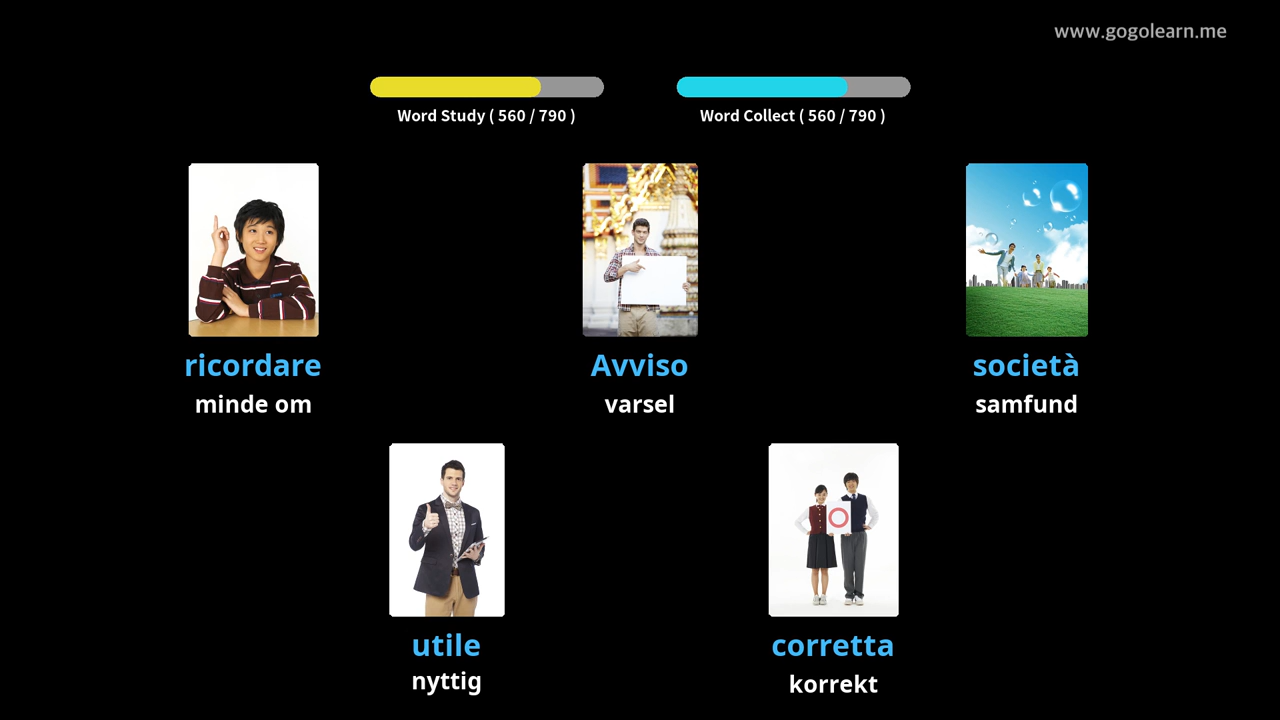 www.gogolearn.me
Word Study ( 560 / 790 )
Word Collect ( 560 / 790 )
ricordare
minde om
Avviso
varsel
società
samfund
utile
nyttig
corretta
korrekt